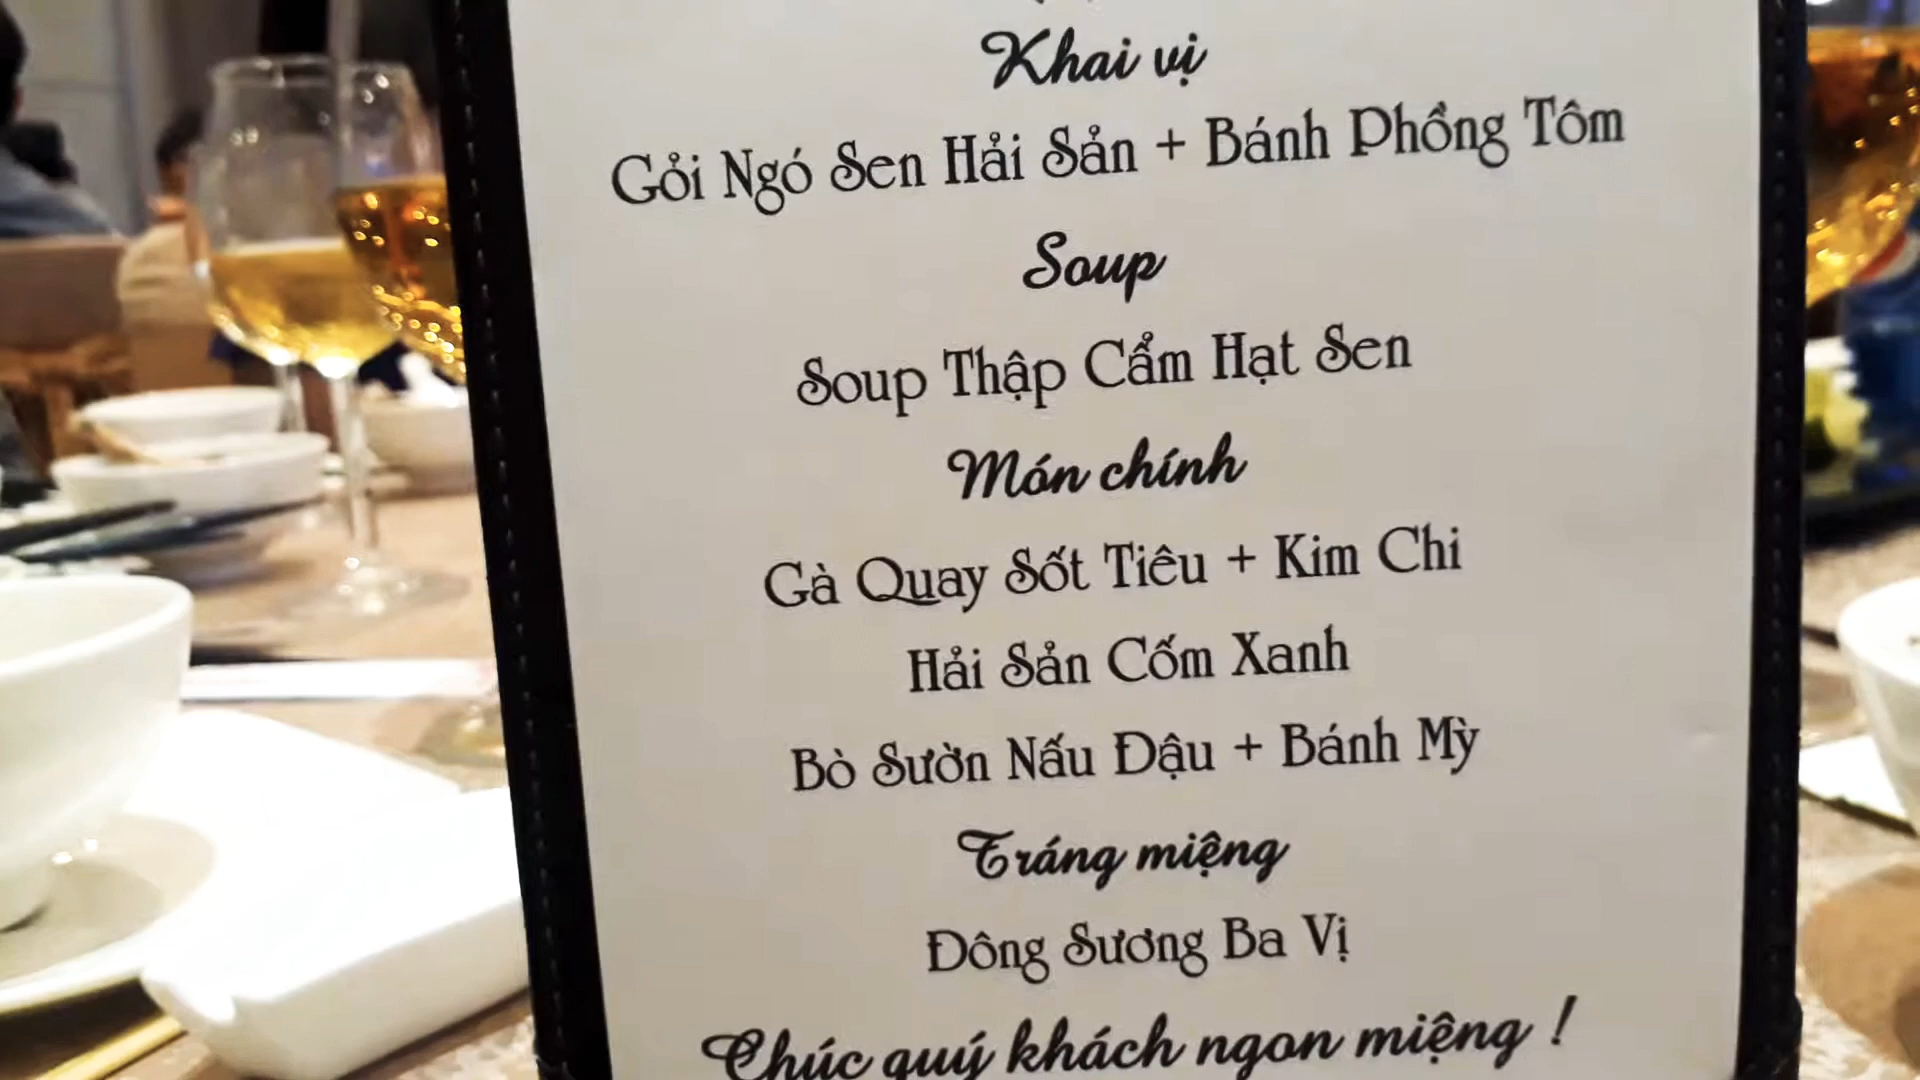 Khai vị
Gỏi Ngó Sen Hải Sản + Bánh Phồng Tôm
Soup
Soup Thập Cẩm Hạt Sen
Món chính
Gà Quay Sốt Tiêu + Kim Chi
Hải Sản Cốm Xanh
Bò Sườn Nấu Đậu + Bánh Mỳ
Tráng miệng
Đông Sương Ba Vị
Chúc quý khách ngon miệng !